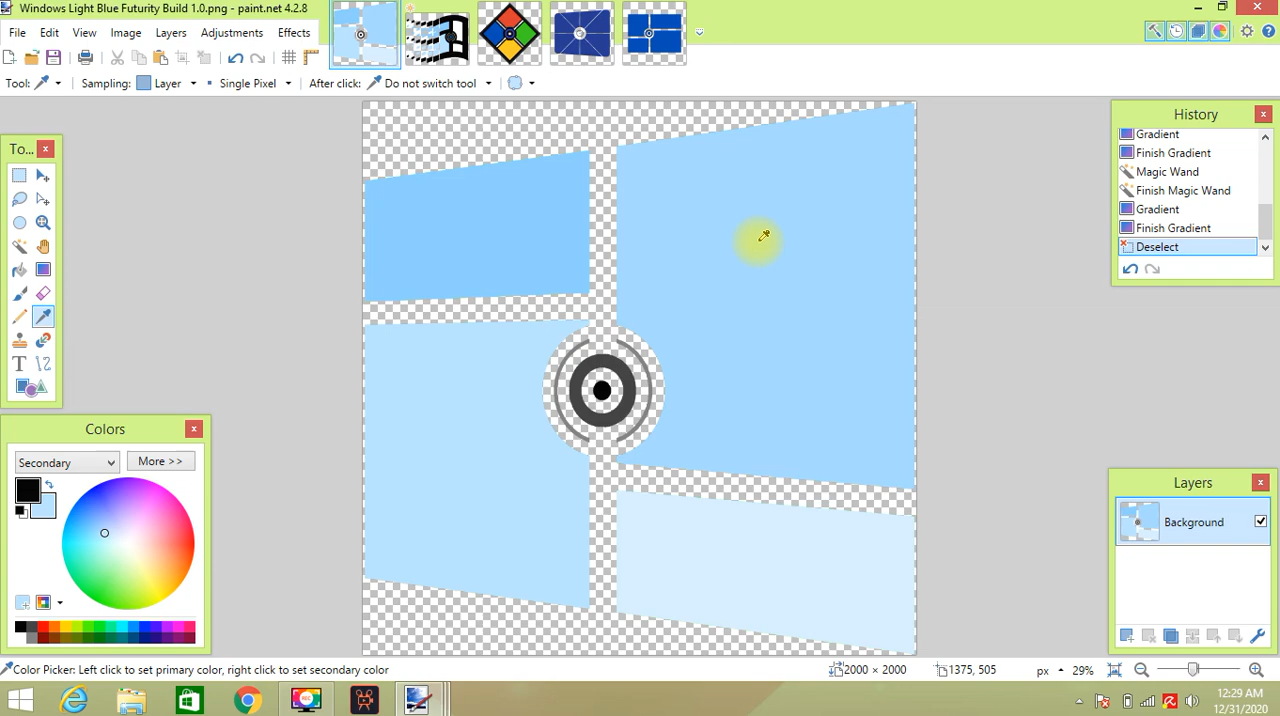 Windows Light Blue Futurity Build 1.0.png - paint.net 4.2.8
File Edit View Image Layers Adjustments Effects
Tool: Sampling: Layer Single Pixel After click: Do not switch tool
To...
History
Gradient
Finish Gradient
Magic Wand
Finish Magic Wand
Gradient
Finish Gradient
Deselect
Colors
Secondary More >>
Layers
Background
Color Picker: Left click to set primary color, right click to set secondary color
2000 × 2000 1375, 505 px 29%
12:29 AM
12/31/2020